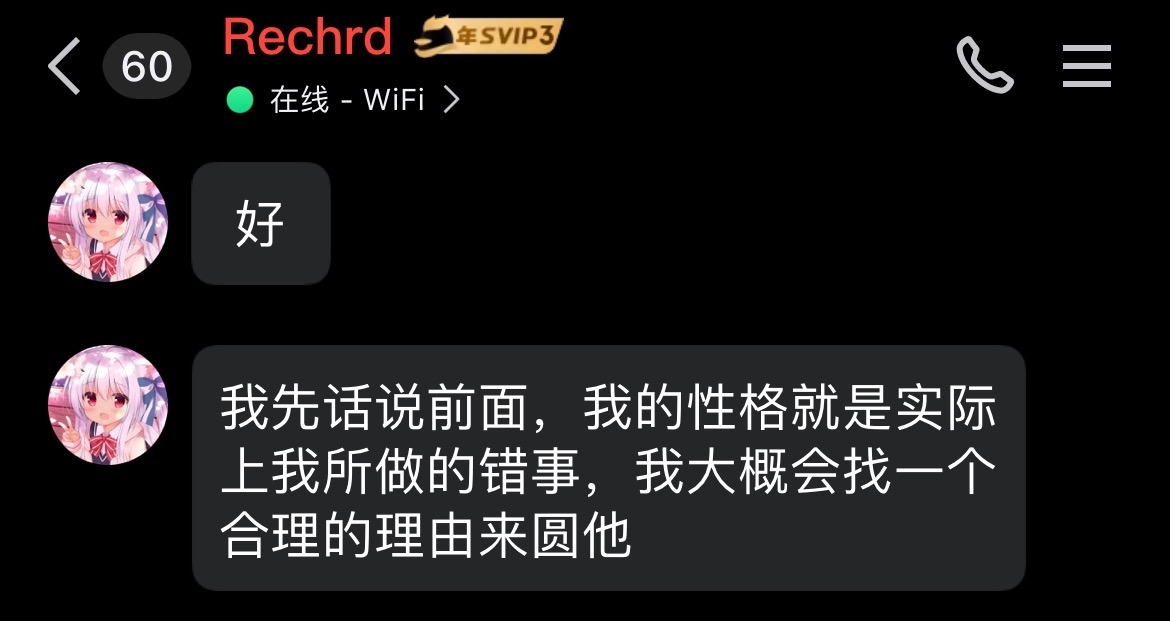 60
Rechrd
年SVIP3
在线 - WiFi
好
我先话说前面，我的性格就是实际
上我所做的错事，我大概会找一个
合理的理由来圆他